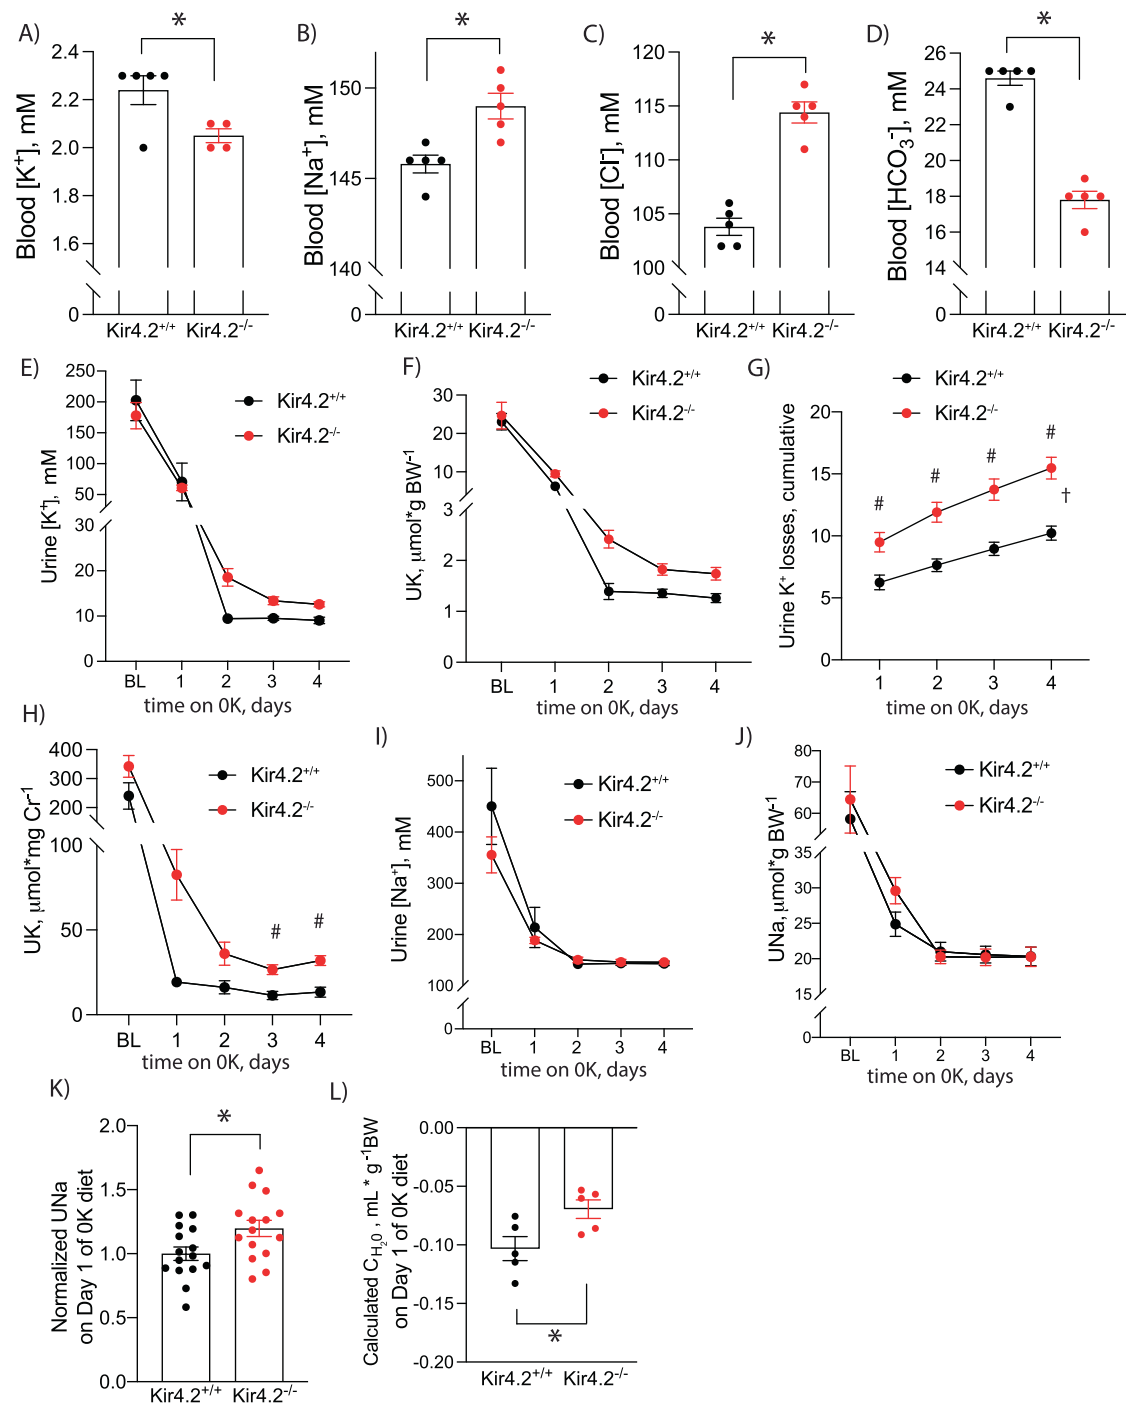 A)
Blood [K⁺], mM
2.4
2.2
2.0
1.8
1.6
0
*
Kir4.2⁺/⁺ Kir4.2⁻/⁻
B)
Blood [Na⁺], mM
150
145
140
0
*
Kir4.2⁺/⁺ Kir4.2⁻/⁻
C)
Blood [Cl⁻], mM
120
115
110
105
100
0
*
Kir4.2⁺/⁺ Kir4.2⁻/⁻
D)
Blood [HCO₃⁻], mM
26
24
22
20
18
16
14
0
*
Kir4.2⁺/⁺ Kir4.2⁻/⁻
E)
Urine [K⁺], mM
250
200
150
100
50
30
20
10
0
Kir4.2⁺/⁺
Kir4.2⁻/⁻
BL 1 2 3 4
time on 0K, days
F)
UK, μmol*g BW⁻¹
30
20
10
3
2
1
0
Kir4.2⁺/⁺
Kir4.2⁻/⁻
BL 1 2 3 4
time on 0K, days
G)
Urine K⁺ losses, cumulative
20
15
10
5
0
Kir4.2⁺/⁺
Kir4.2⁻/⁻
# # # #
†
1 2 3 4
time on 0K, days
H)
UK, μmol*mg Cr⁻¹
400
300
200
100
50
0
Kir4.2⁺/⁺
Kir4.2⁻/⁻
# #
BL 1 2 3 4
time on 0K, days
I)
Urine [Na⁺], mM
500
400
300
200
100
0
Kir4.2⁺/⁺
Kir4.2⁻/⁻
BL 1 2 3 4
time on 0K, days
J)
UNa, μmol*g BW⁻¹
80
70
60
35
30
25
20
15
0
Kir4.2⁺/⁺
Kir4.2⁻/⁻
BL 1 2 3 4
time on 0K, days
K)
Normalized UNa
on Day 1 of 0K diet
2.0
1.5
1.0
0.5
0.0
*
Kir4.2⁺/⁺ Kir4.2⁻/⁻
L)
Calculated C_H₂0 , mL * g⁻¹BW
on Day 1 of 0K diet
0.00
-0.05
-0.10
-0.15
-0.20
*
Kir4.2⁺/⁺ Kir4.2⁻/⁻